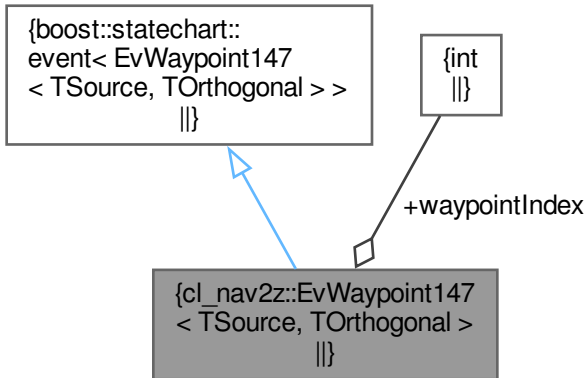 {boost::statechart::
event< EvWaypoint147
< TSource, TOrthogonal > >
||}
{int
||}
+waypointIndex
{cl_nav2z::EvWaypoint147
< TSource, TOrthogonal >
||}